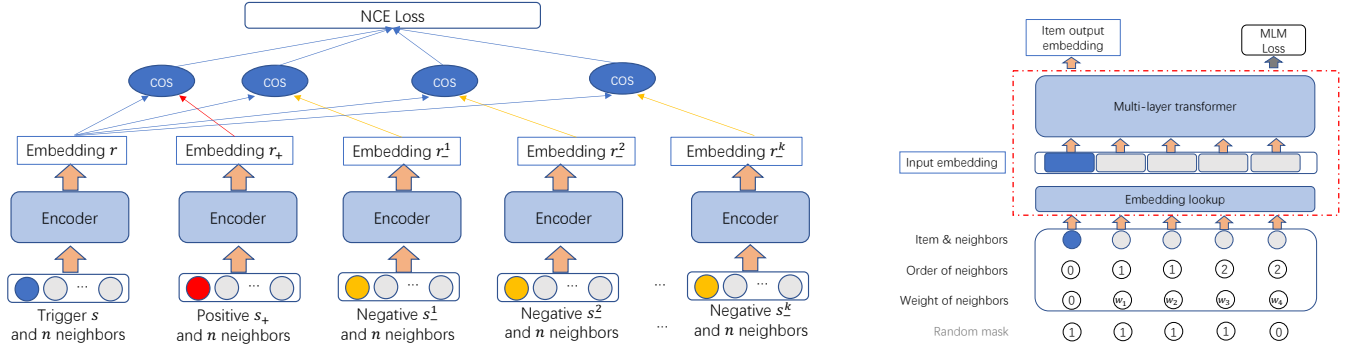 NCE Loss
COS
COS
COS
COS
Embedding r
Embedding r₊
Embedding r₋¹
Embedding r₋²
Embedding r₋ᵏ
Encoder
Encoder
Encoder
Encoder
Encoder
...
...
...
...
...
...
Trigger s
and n neighbors
Positive s₊
and n neighbors
Negative s₋¹
and n neighbors
Negative s₋²
and n neighbors
...
Negative s₋ᵏ
and n neighbors
Item output
embedding
MLM
Loss
Multi-layer transformer
Input embedding
Embedding lookup
Item & neighbors
Order of neighbors 0 1 1 2 2
Weight of neighbors 0 w₁ w₂ w₃ w₄
Random mask 1 1 1 1 0